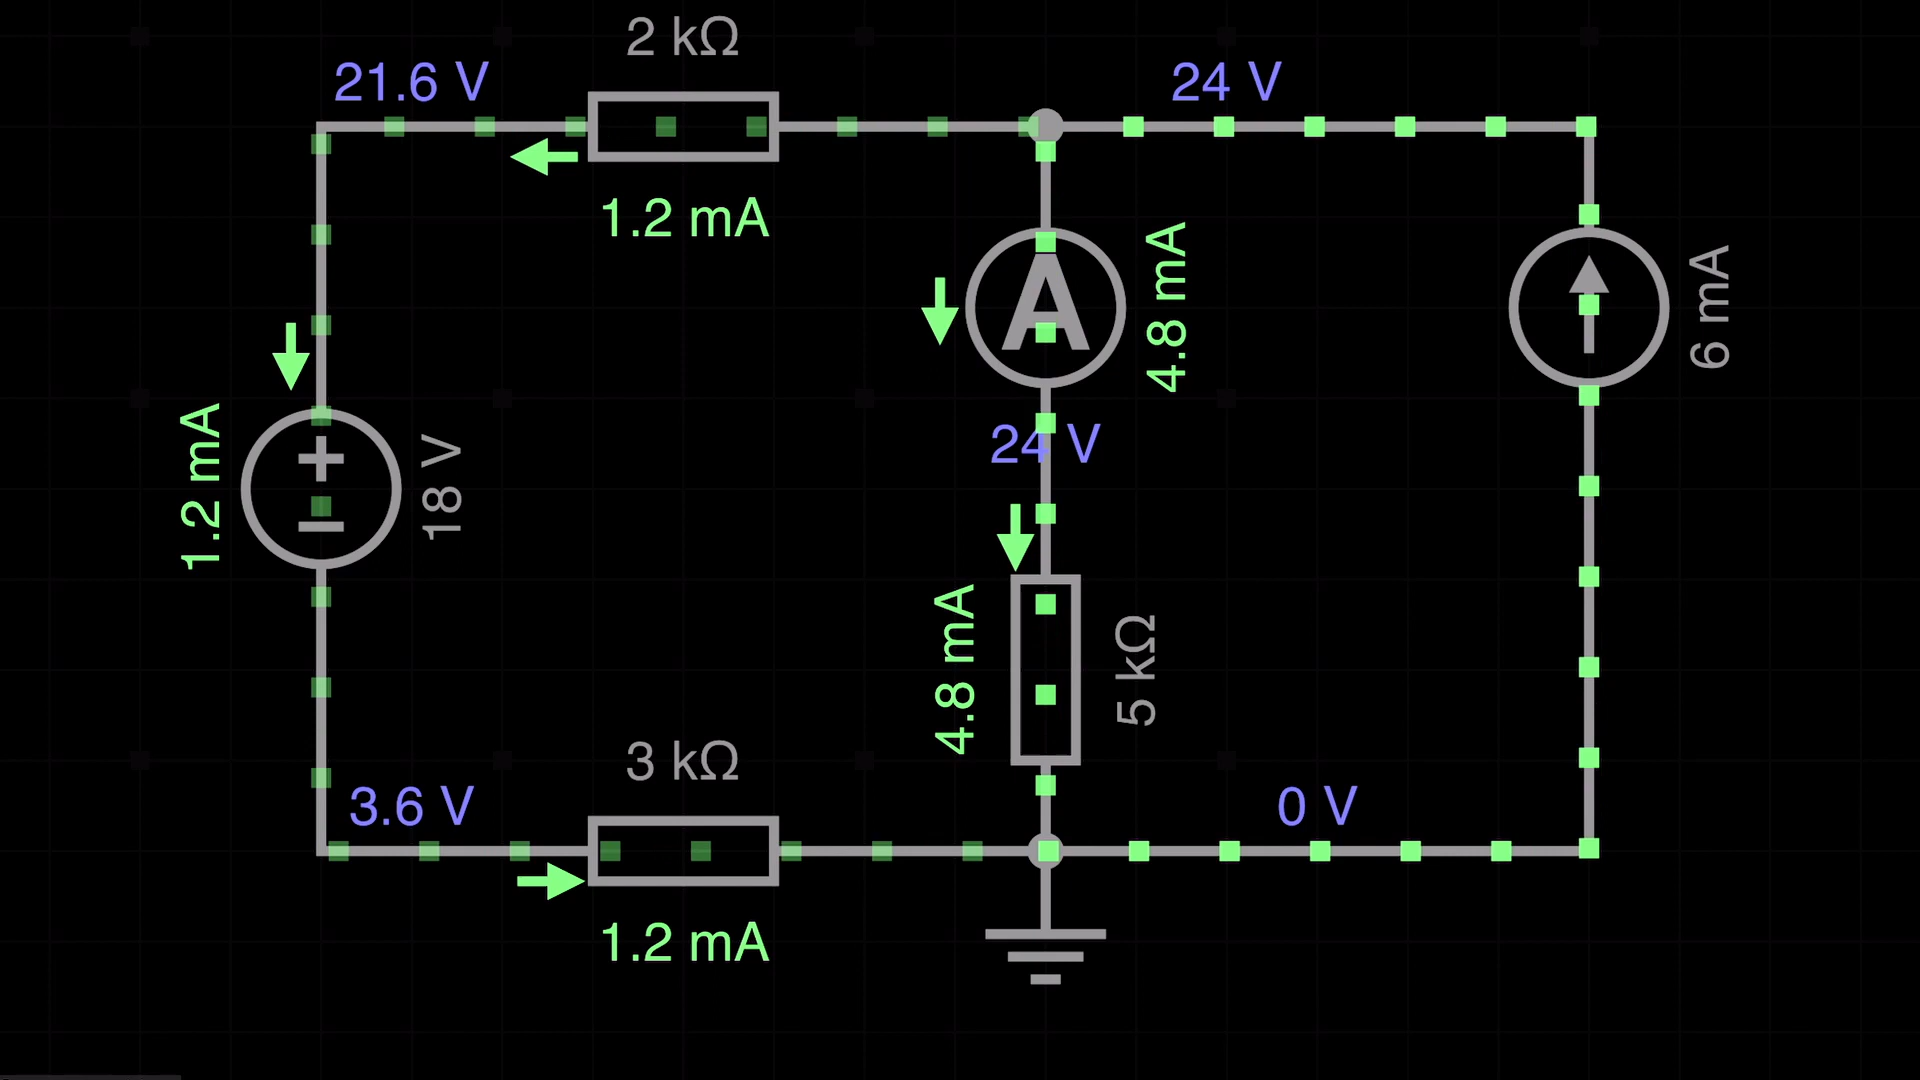 2 kΩ
21.6 V
24 V
1.2 mA
A
4.8 mA
6 mA
24 V
1.2 mA
18 V
4.8 mA
5 kΩ
3 kΩ
3.6 V
0 V
1.2 mA